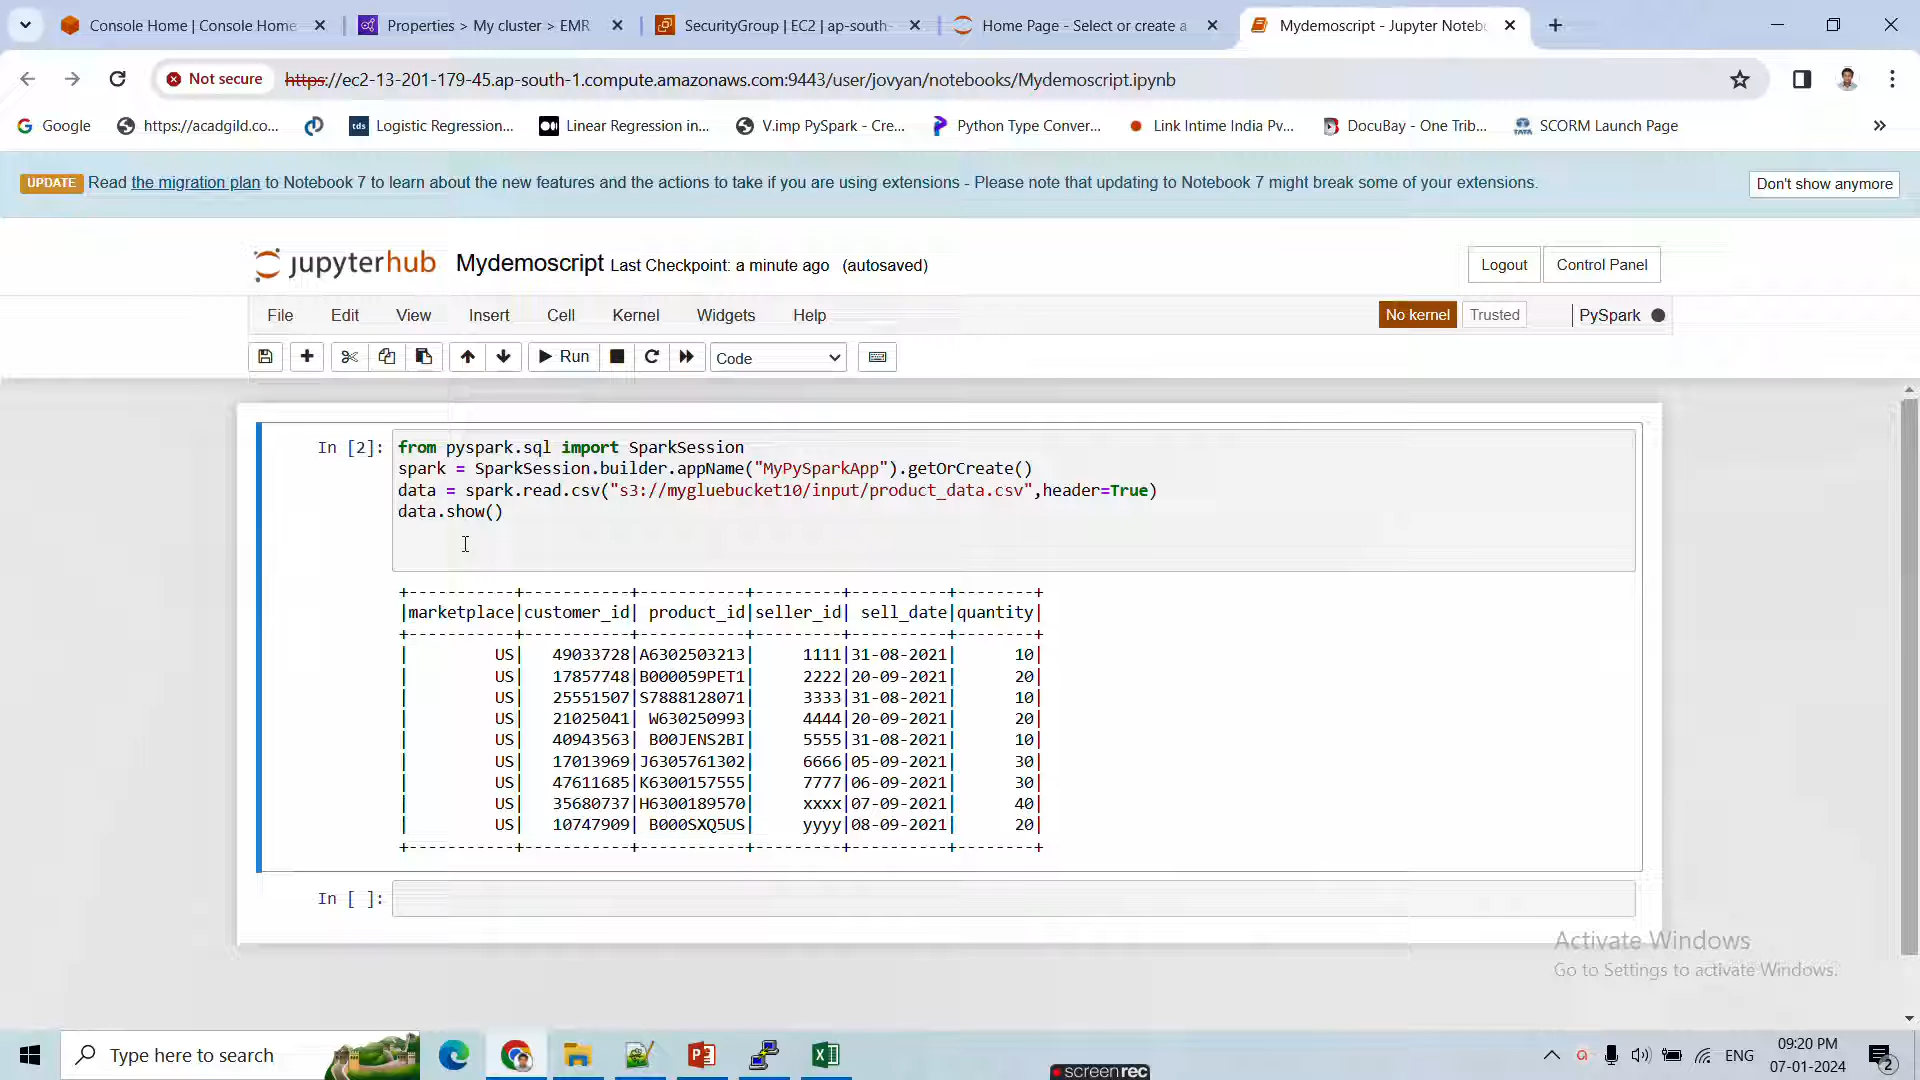 Console Home | Console Home
Properties > My cluster > EMR
SecurityGroup | EC2 | ap-south-
Home Page - Select or create a
Mydemoscript - Jupyter Notebo
Not secure
https://ec2-13-201-179-45.ap-south-1.compute.amazonaws.com:9443/user/jovyan/notebooks/Mydemoscript.ipynb
Google
https://acadgild.co...
tds Logistic Regression...
Linear Regression in...
V.imp PySpark - Cre...
Python Type Conver...
Link Intime India Pv...
DocuBay - One Trib...
TATA SCORM Launch Page
UPDATE Read the migration plan to Notebook 7 to learn about the new features and the actions to take if you are using extensions - Please note that updating to Notebook 7 might break some of your extensions.
Don't show anymore
jupyterhub Mydemoscript Last Checkpoint: a minute ago (autosaved)
Logout
Control Panel
File Edit View Insert Cell Kernel Widgets Help
No kernel Trusted | PySpark
Run Code
In [2]:
from pyspark.sql import SparkSession
spark = SparkSession.builder.appName("MyPySparkApp").getOrCreate()
data = spark.read.csv("s3://mygluebucket10/input/product_data.csv",header=True)
data.show()
+-----------+-----------+-----------+---------+----------+--------+
|marketplace|customer_id| product_id|seller_id| sell_date|quantity|
+-----------+-----------+-----------+---------+----------+--------+
| US| 49033728|A6302503213| 1111|31-08-2021| 10|
| US| 17857748|B000059PET1| 2222|20-09-2021| 20|
| US| 25551507|S7888128071| 3333|31-08-2021| 10|
| US| 21025041| W630250993| 4444|20-09-2021| 20|
| US| 40943563| B00JENS2BI| 5555|31-08-2021| 10|
| US| 17013969|J6305761302| 6666|05-09-2021| 30|
| US| 47611685|K6300157555| 7777|06-09-2021| 30|
| US| 35680737|H6300189570| xxxx|07-09-2021| 40|
| US| 10747909| B000SXQ5US| yyyy|08-09-2021| 20|
+-----------+-----------+-----------+---------+----------+--------+
In [ ]:
Activate Windows
Go to Settings to activate Windows.
Type here to search
screenrec
ENG
09:20 PM
07-01-2024
2